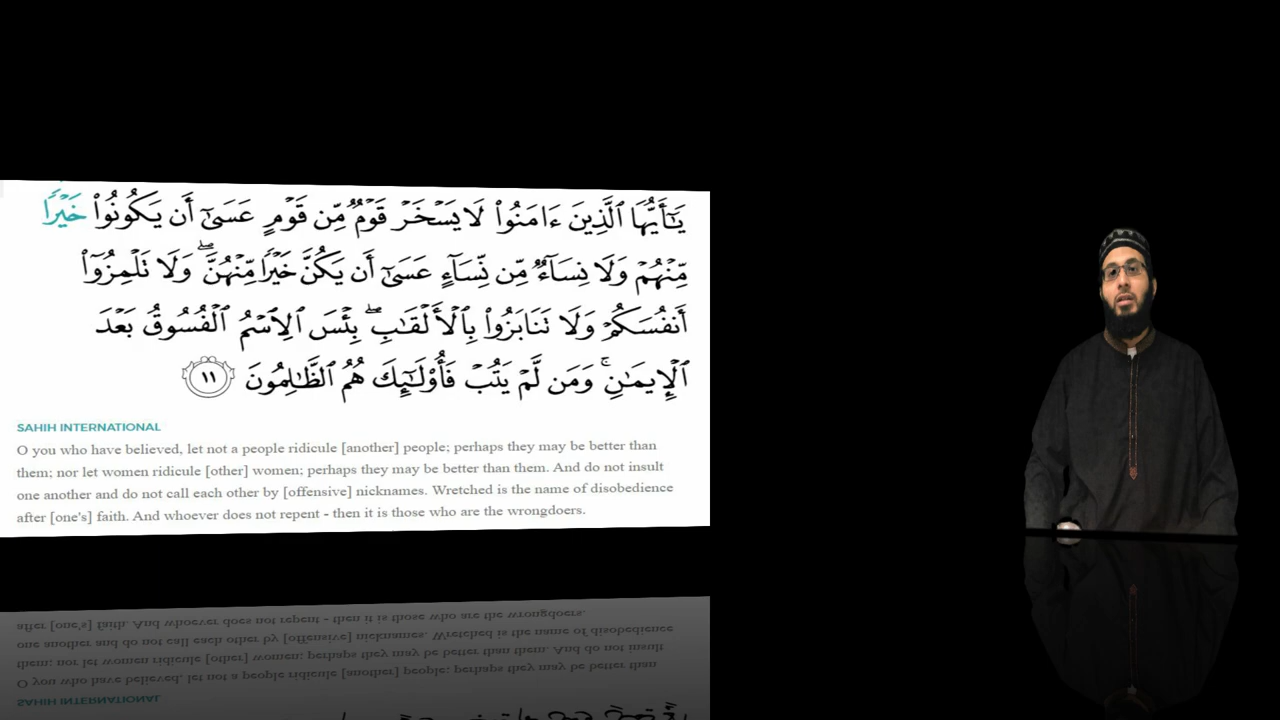 يَـٰٓأَيُّهَا ٱلَّذِينَ ءَامَنُوا۟ لَا يَسْخَرْ قَوْمٌ مِّن قَوْمٍ عَسَىٰٓ أَن يَكُونُوا۟ خَيْرًا
مِّنْهُمْ وَلَا نِسَآءٌ مِّن نِّسَآءٍ عَسَىٰٓ أَن يَكُنَّ خَيْرًا مِّنْهُنَّ ۖ وَلَا تَلْمِزُوٓا۟
أَنفُسَكُمْ وَلَا تَنَابَزُوا۟ بِٱلْأَلْقَـٰبِ ۖ بِئْسَ ٱلِٱسْمُ ٱلْفُسُوقُ بَعْدَ
ٱلْإِيمَـٰنِ ۚ وَمَن لَّمْ يَتُبْ فَأُو۟لَـٰٓئِكَ هُمُ ٱلظَّـٰلِمُونَ ١١
SAHIH INTERNATIONAL
O you who have believed, let not a people ridicule [another] people; perhaps they may be better than
them; nor let women ridicule [other] women; perhaps they may be better than them. And do not insult
one another and do not call each other by [offensive] nicknames. Wretched is the name of disobedience
after [one's] faith. And whoever does not repent - then it is those who are the wrongdoers.